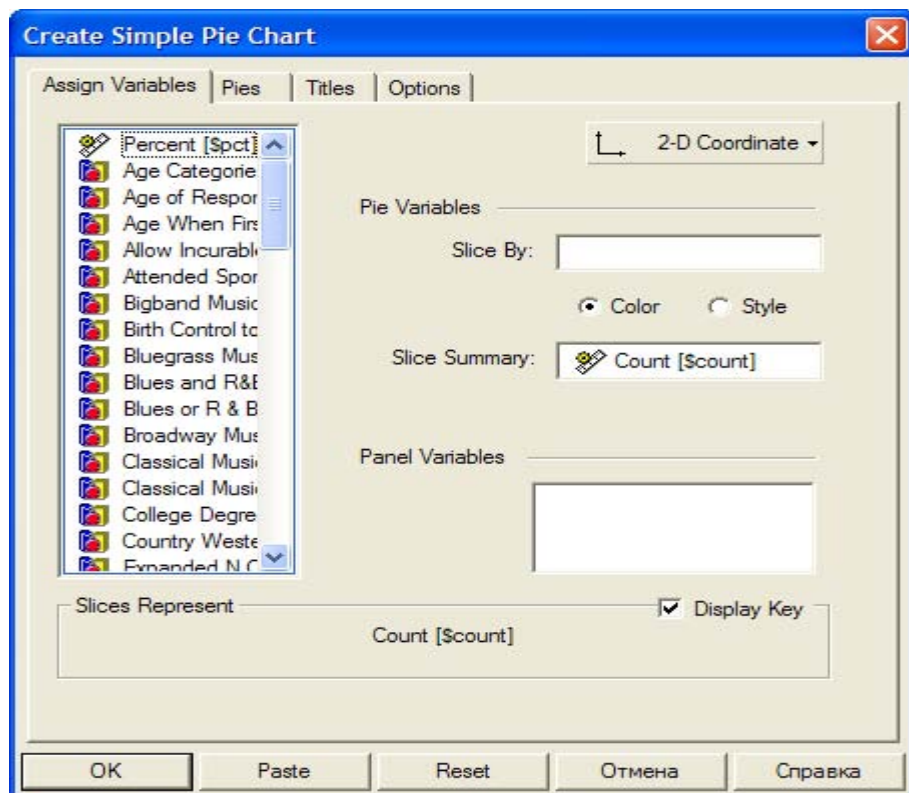 Create Simple Pie Chart
Assign Variables Pies Titles Options
Percent [$pct]
Age Categorie
Age of Respor
Age When Firs
Allow Incurabl
Attended Spor
Bigband Music
Birth Control to
Bluegrass Mus
Blues and R&B
Blues or R & B
Broadway Mus
Classical Musi
Classical Musi
College Degre
Country Weste
Expanded N.O
2-D Coordinate
Pie Variables
Slice By:
Color Style
Slice Summary: Count [$count]
Panel Variables
Slices Represent Display Key
Count [$count]
OK Paste Reset Отмена Справка